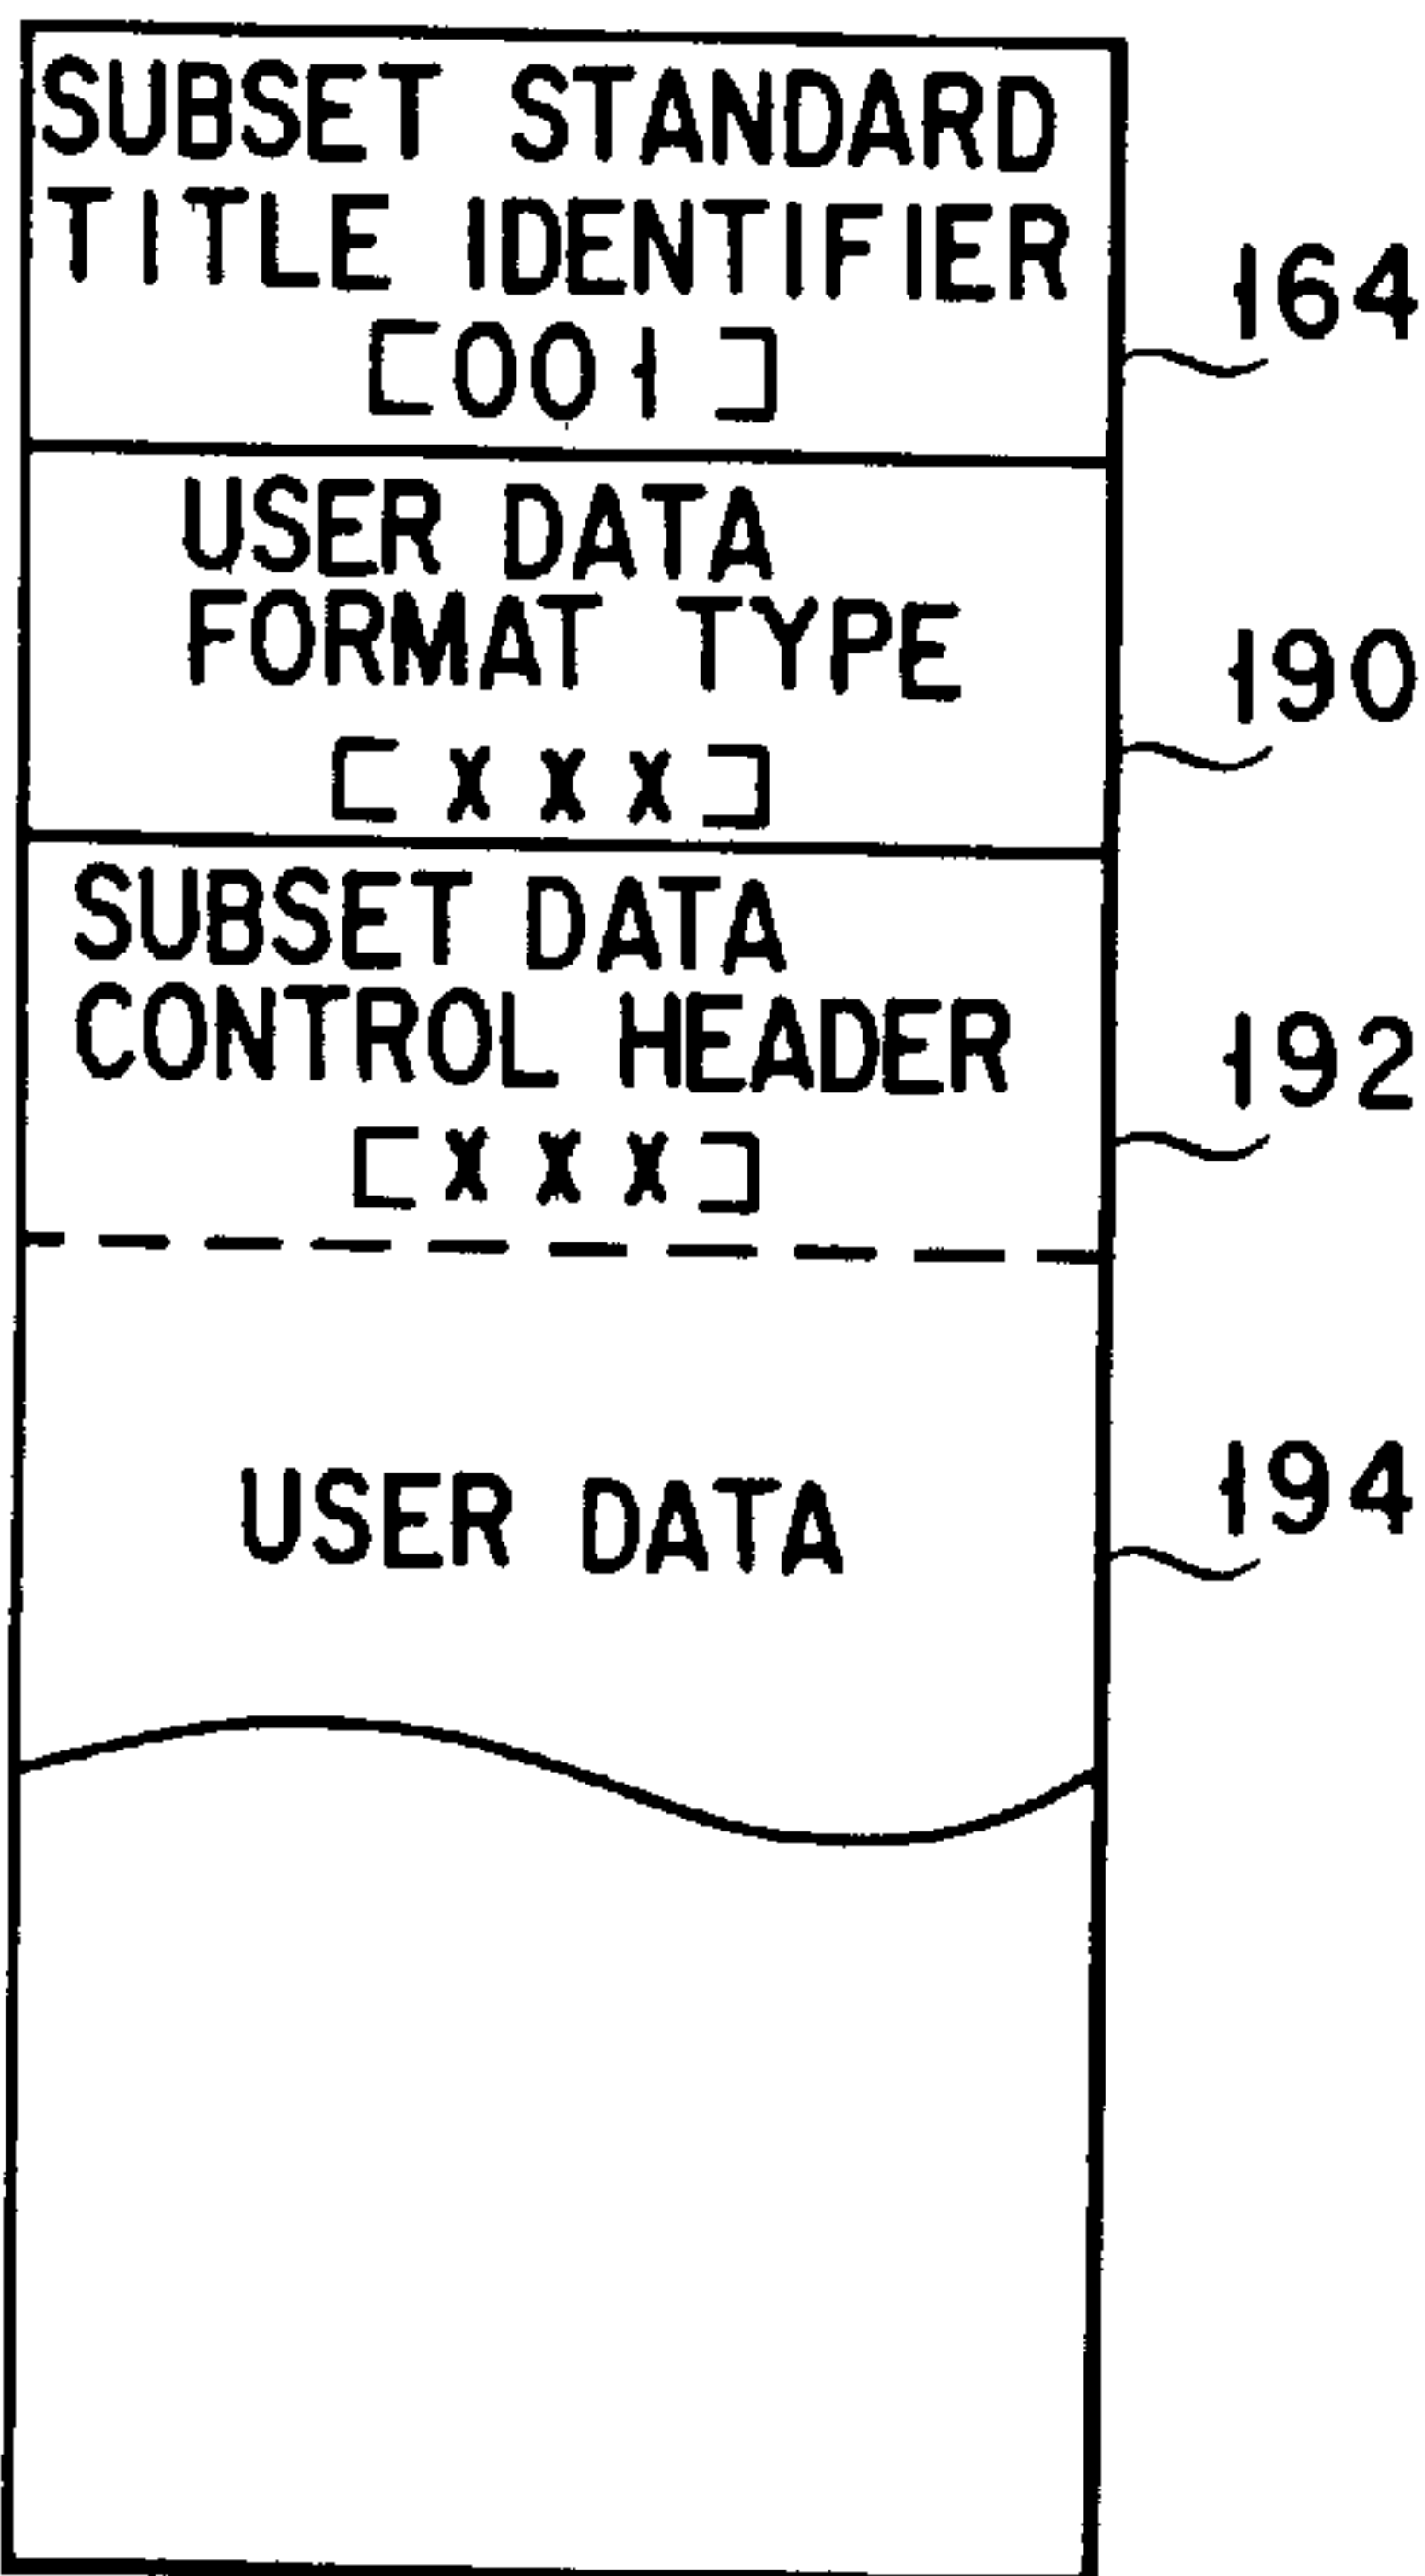 SUBSET STANDARD
TITLE IDENTIFIER
[001]
164
USER DATA
FORMAT TYPE
[XXX]
190
SUBSET DATA
CONTROL HEADER
[XXX]
192
USER DATA
194